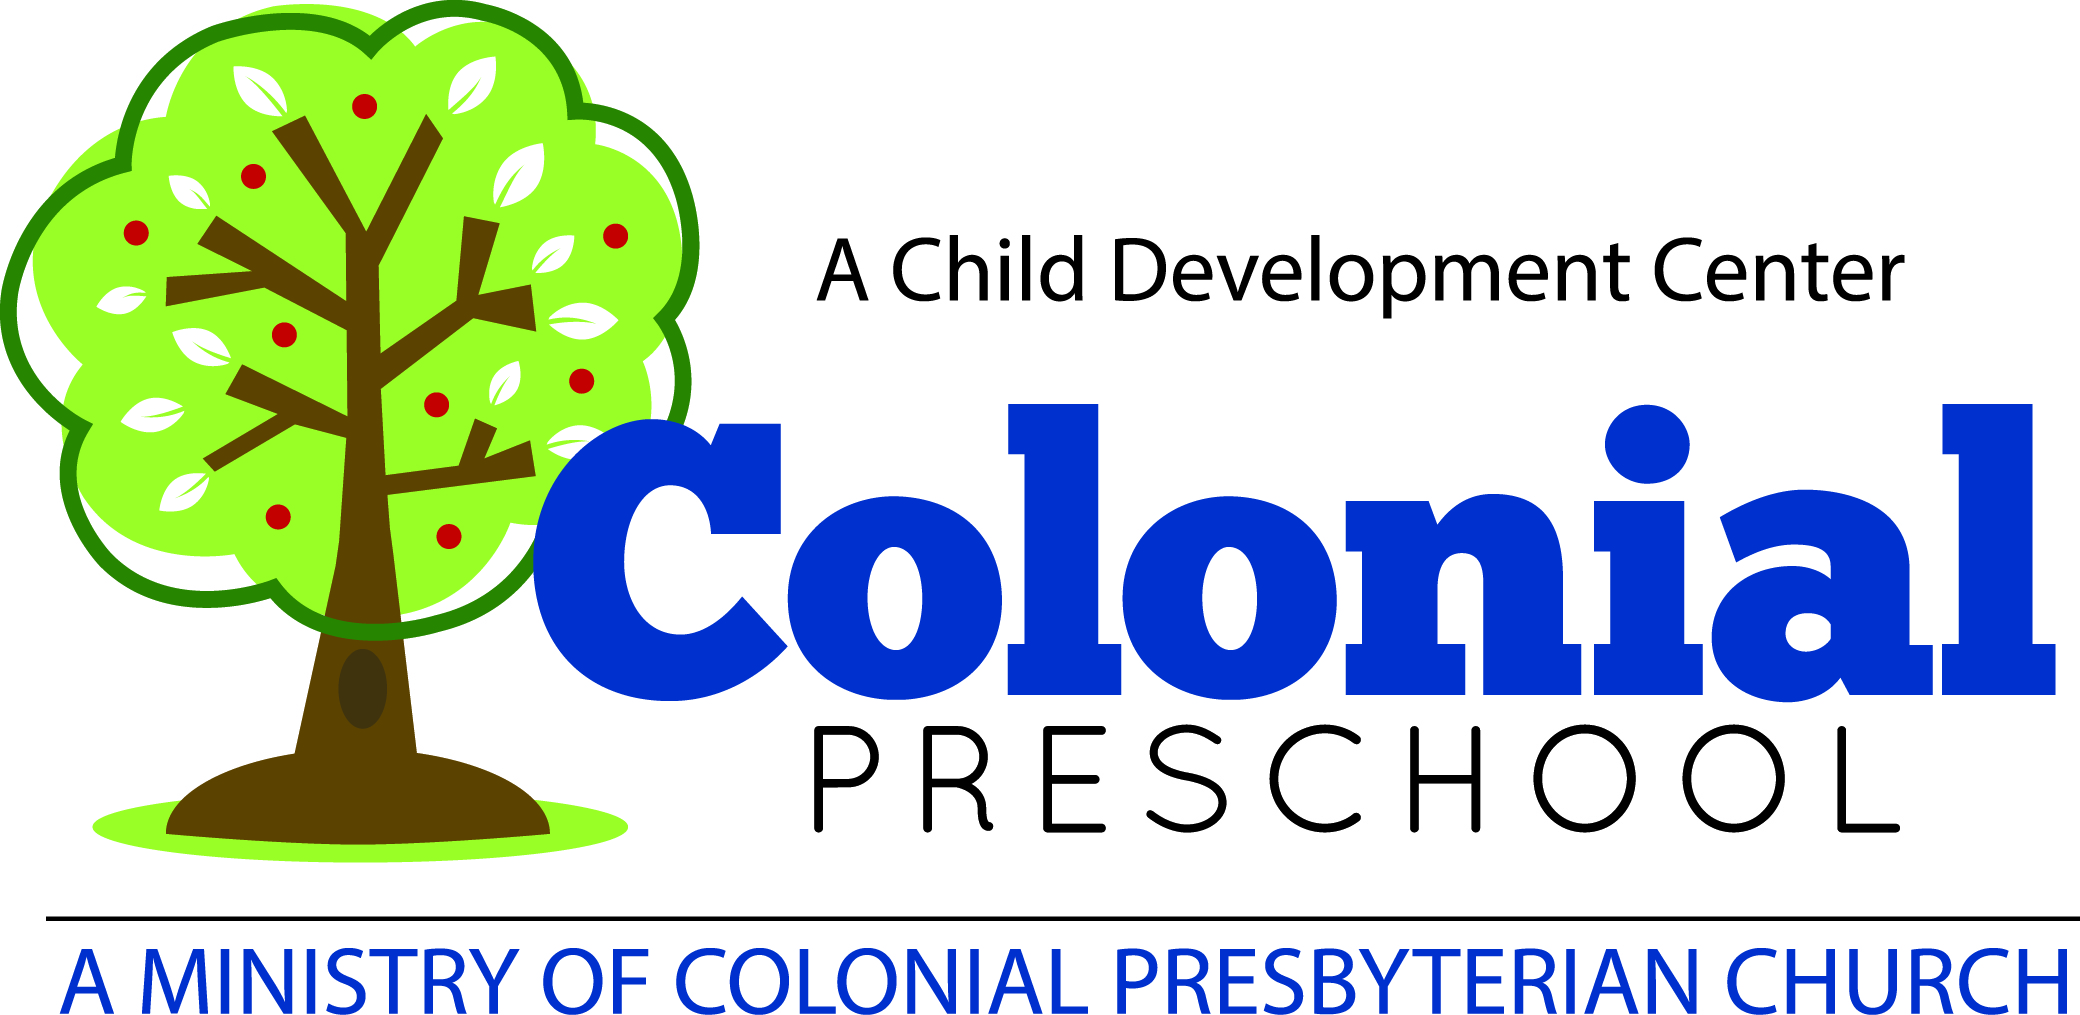 A Child Development Center
Colonial
PRESCHOOL
A MINISTRY OF COLONIAL PRESBYTERIAN CHURCH